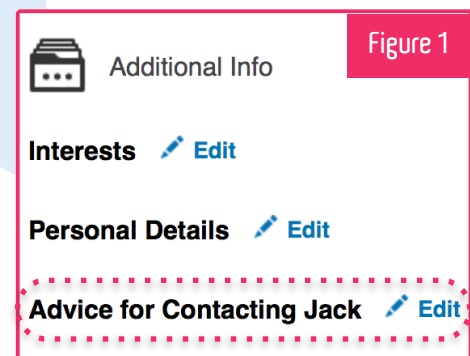 Figure 1
Additional Info
Interests Edit
Personal Details Edit
Advice for Contacting Jack Edit